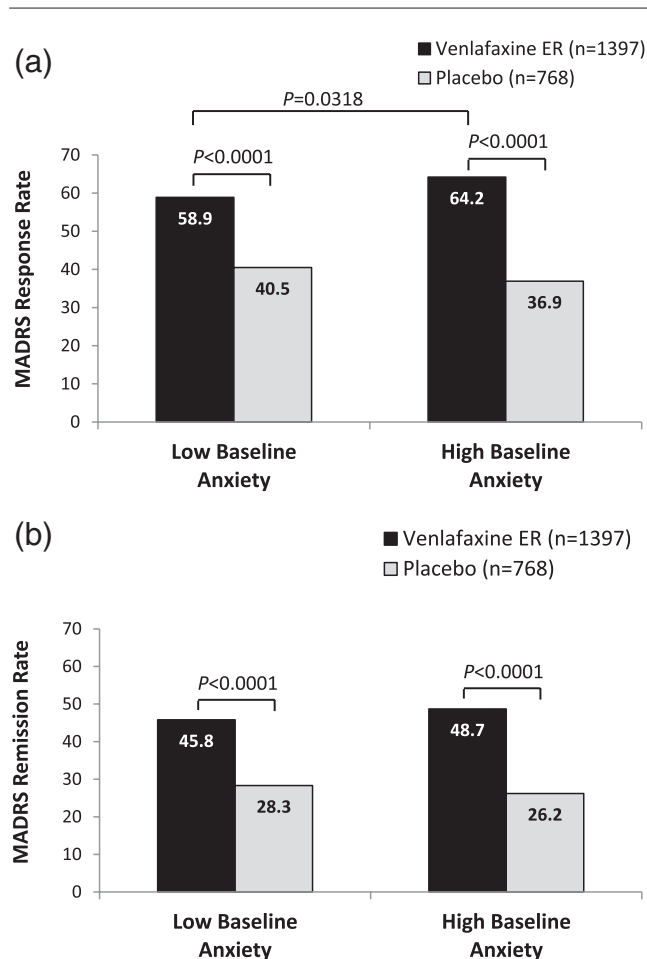 (a)
Venlafaxine ER (n=1397)
Placebo (n=768)
P=0.0318
P<0.0001
P<0.0001
MADRS Response Rate
70
60
50
40
30
20
10
0
58.9
40.5
64.2
36.9
Low Baseline
Anxiety
High Baseline
Anxiety
(b)
Venlafaxine ER (n=1397)
Placebo (n=768)
P<0.0001
P<0.0001
MADRS Remission Rate
70
60
50
40
30
20
10
0
45.8
28.3
48.7
26.2
Low Baseline
Anxiety
High Baseline
Anxiety